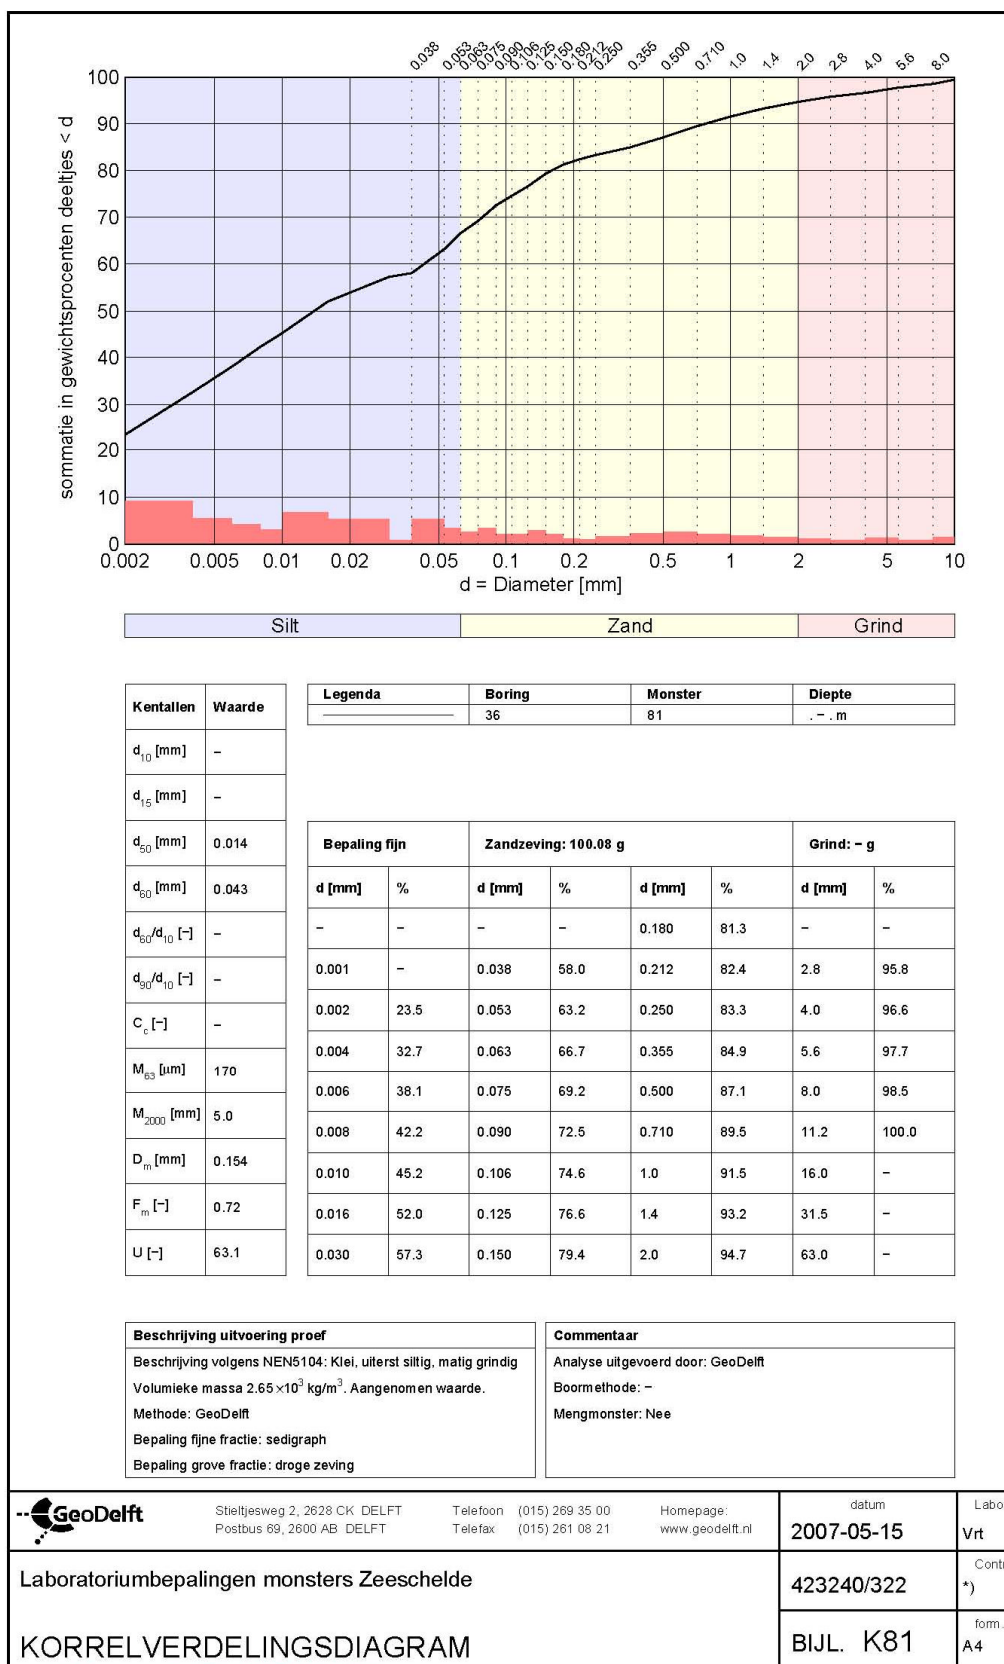 0.038 0.053 0.063 0.075 0.090 0.106 0.125 0.150 0.180 0.212 0.250 0.355 0.500 0.710 1.0 1.4 2.0 2.8 4.0 5.6 8.0
sommatie in gewichtsprocenten deeltjes < d
100
90
80
70
60
50
40
30
20
10
0
0.002 0.005 0.01 0.02 0.05 0.1 0.2 0.5 1 2 5 10
d = Diameter [mm]
Silt Zand Grind
Kentallen Waarde
d10 [mm] –
d15 [mm] –
d50 [mm] 0.014
d60 [mm] 0.043
d60/d10 [–] –
d90/d10 [–] –
Cc [–] –
M63 [μm] 170
M2000 [mm] 5.0
Dm [mm] 0.154
Fm [–] 0.72
U [–] 63.1
Legenda Boring Monster Diepte
36 81 . – . m
Bepaling fijn Zandzeving: 100.08 g Grind: – g
d [mm] % d [mm] % d [mm] % d [mm] %
– – – – 0.180 81.3 – –
0.001 – 0.038 58.0 0.212 82.4 2.8 95.8
0.002 23.5 0.053 63.2 0.250 83.3 4.0 96.6
0.004 32.7 0.063 66.7 0.355 84.9 5.6 97.7
0.006 38.1 0.075 69.2 0.500 87.1 8.0 98.5
0.008 42.2 0.090 72.5 0.710 89.5 11.2 100.0
0.010 45.2 0.106 74.6 1.0 91.5 16.0 –
0.016 52.0 0.125 76.6 1.4 93.2 31.5 –
0.030 57.3 0.150 79.4 2.0 94.7 63.0 –
Beschrijving uitvoering proef
Beschrijving volgens NEN5104: Klei, uiterst siltig, matig grindig
Volumieke massa 2.65×10³ kg/m³. Aangenomen waarde.
Methode: GeoDelft
Bepaling fijne fractie: sedigraph
Bepaling grove fractie: droge zeving
Commentaar
Analyse uitgevoerd door: GeoDelft
Boormethode: –
Mengmonster: Nee
GeoDelft
Stieltjesweg 2, 2628 CK DELFT Telefoon (015) 269 35 00 Homepage:
Postbus 69, 2600 AB DELFT Telefax (015) 261 08 21 www.geodelft.nl
datum Labo
2007-05-15 Vrt
Laboratoriumbepalingen monsters Zeeschelde
423240/322 Contr
*)
KORRELVERDELINGSDIAGRAM
BIJL. K81 form.
A4